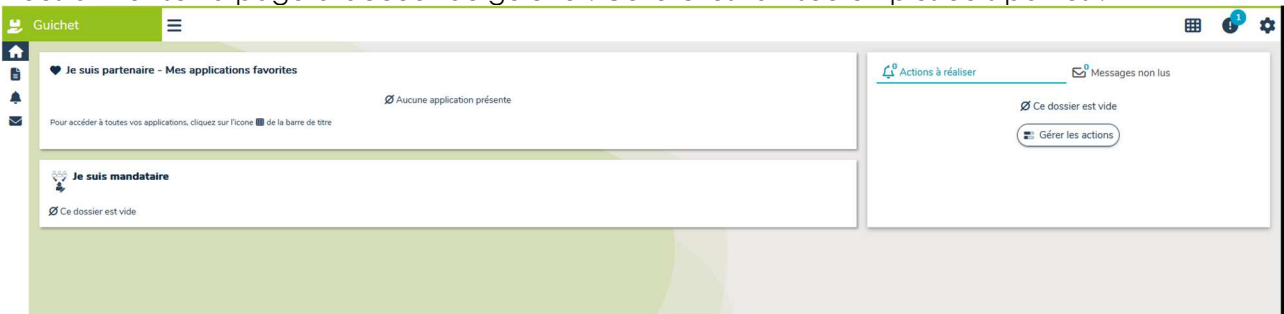 Guichet
1
Je suis partenaire - Mes applications favorites
Aucune application présente
Pour accéder à toutes vos applications, cliquez sur l'icone de la barre de titre
Je suis mandataire
Ce dossier est vide
0 Actions à réaliser
0 Messages non lus
Ce dossier est vide
Gérer les actions